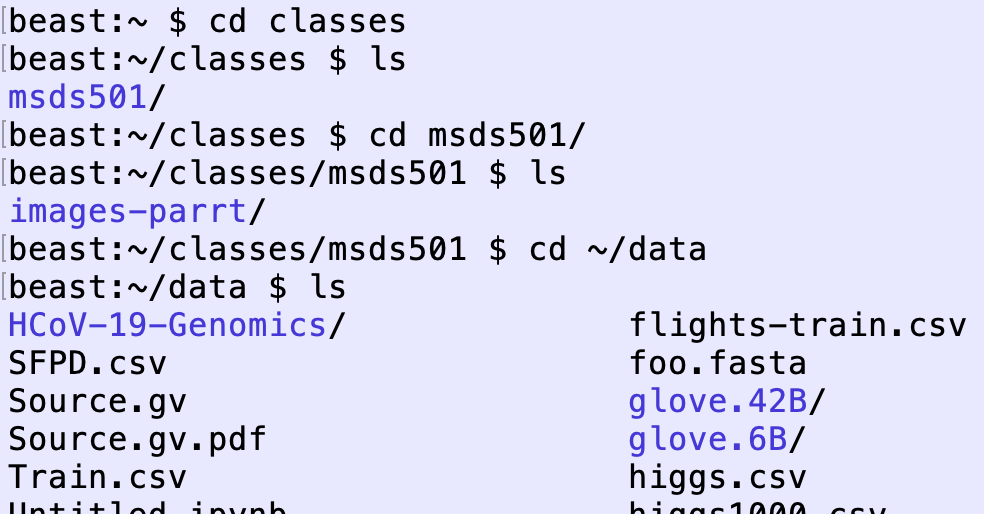 beast:~ $ cd classes
beast:~/classes $ ls
msds501/
beast:~/classes $ cd msds501/
beast:~/classes/msds501 $ ls
images-parrt/
beast:~/classes/msds501 $ cd ~/data
beast:~/data $ ls
HCoV-19-Genomics/ flights-train.csv
SFPD.csv foo.fasta
Source.gv glove.42B/
Source.gv.pdf glove.6B/
Train.csv higgs.csv
Untitled.ipynb higgs1000.csv